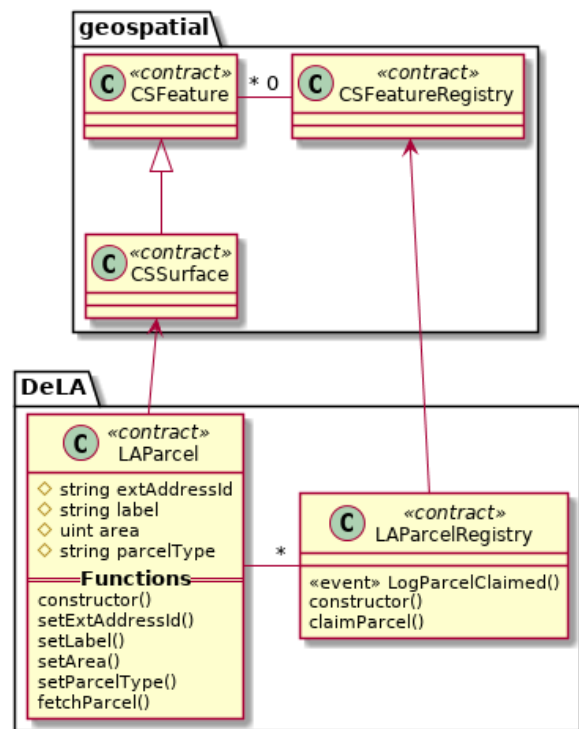 geospatial
C «contract»
CSFeature
* 0
C «contract»
CSFeatureRegistry
C «contract»
CSSurface
DeLA
C «contract»
LAParcel
string extAddressId
string label
uint area
string parcelType
Functions
constructor()
setExtAddressId()
setLabel()
setArea()
setParcelType()
fetchParcel()
*
C «contract»
LAParcelRegistry
«event» LogParcelClaimed()
constructor()
claimParcel()